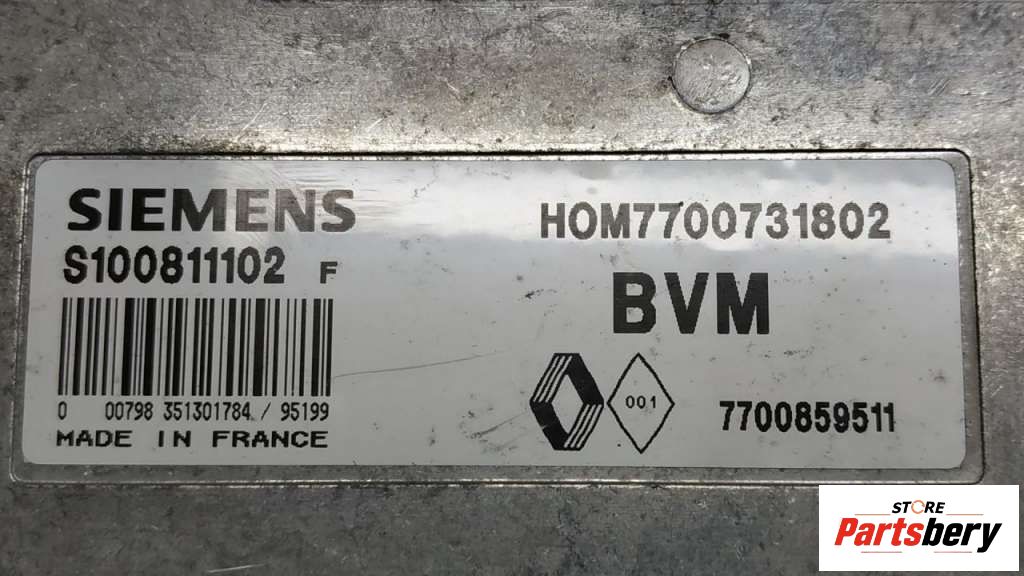 SIEMENS
S100811102 F
0 00798 351301784 / 95199
MADE IN FRANCE
HOM7700731802
BVM
001
7700859511
STORE
Partsbery